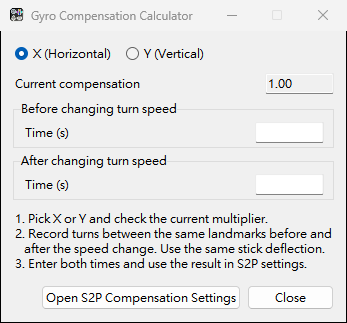 Gyro Compensation Calculator
X (Horizontal) Y (Vertical)
Current compensation 1.00
Before changing turn speed
Time (s)
After changing turn speed
Time (s)
1. Pick X or Y and check the current multiplier.
2. Record turns between the same landmarks before and
after the speed change. Use the same stick deflection.
3. Enter both times and use the result in S2P settings.
Open S2P Compensation Settings Close